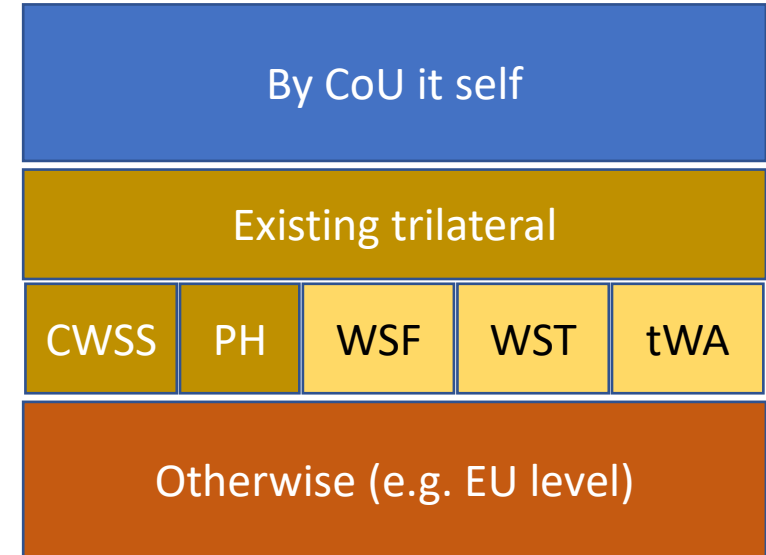 By CoU it self
Existing trilateral
CWSS PH WSF WST tWA
Otherwise (e.g. EU level)